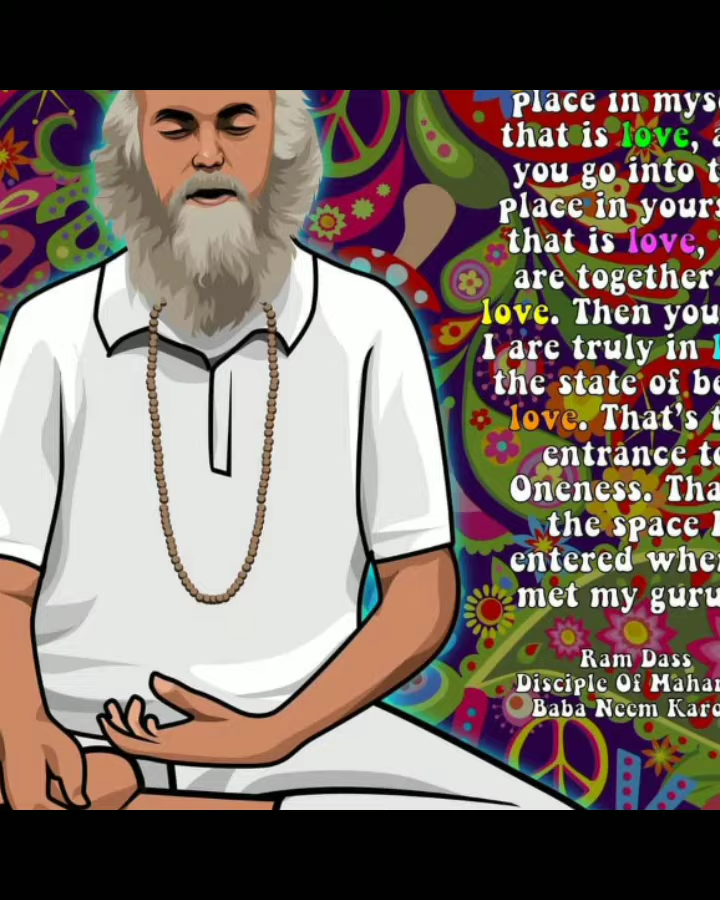 place in mys
that is love, a
you go into t
place in yours
that is love,
are together
love. Then you
I are truly in
the state of be
love. That's t
entrance to
Oneness. Tha
the space I
entered when
met my guru
Ram Dass
Disciple Of Mahar
Baba Neem Karo